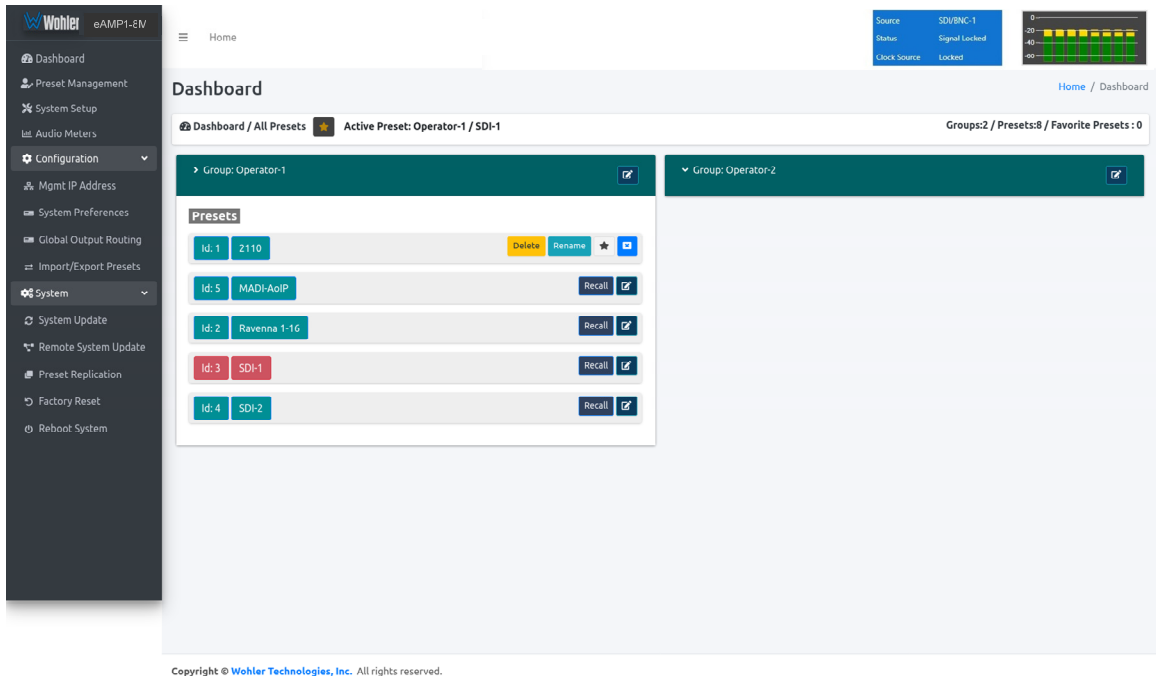 Wohler eAMP1-8M
Dashboard
Preset Management
System Setup
Audio Meters
Configuration
Mgmt IP Address
System Preferences
Global Output Routing
Import/Export Presets
System
System Update
Remote System Update
Preset Replication
Factory Reset
Reboot System
Home
Source SDI/BNC-1
Status Signal Locked
Clock Source Locked
0
-20
-40
-60
Dashboard
Home / Dashboard
Dashboard / All Presets Active Preset: Operator-1 / SDI-1
Groups:2 / Presets:8 / Favorite Presets : 0
Group: Operator-1
Presets
Id: 1 2110 Delete Rename
Id: 5 MADI-AoIP Recall
Id: 2 Ravenna 1-16 Recall
Id: 3 SDI-1 Recall
Id: 4 SDI-2 Recall
Group: Operator-2
Copyright © Wohler Technologies, Inc. All rights reserved.